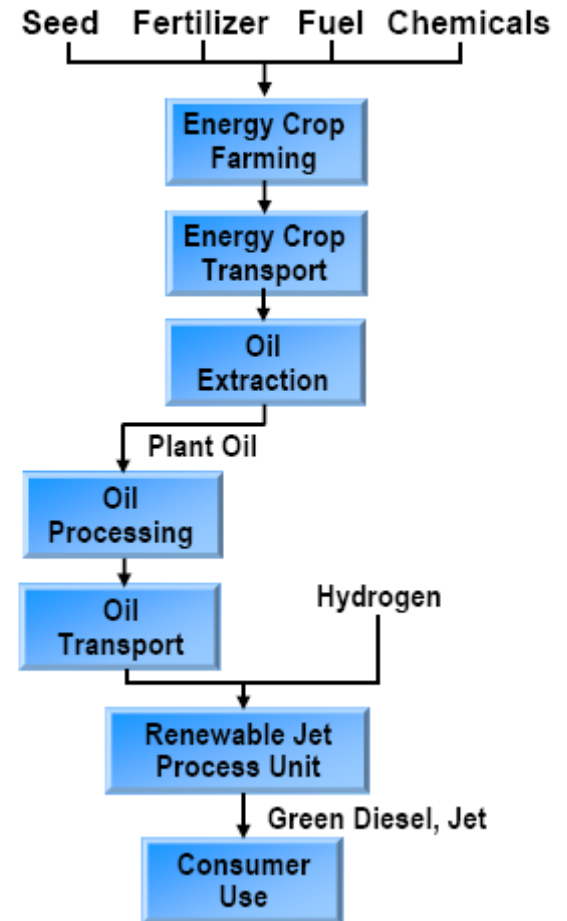 Seed Fertilizer Fuel Chemicals
Energy Crop
Farming
Energy Crop
Transport
Oil
Extraction
Plant Oil
Oil
Processing
Oil
Transport
Hydrogen
Renewable Jet
Process Unit
Green Diesel, Jet
Consumer
Use